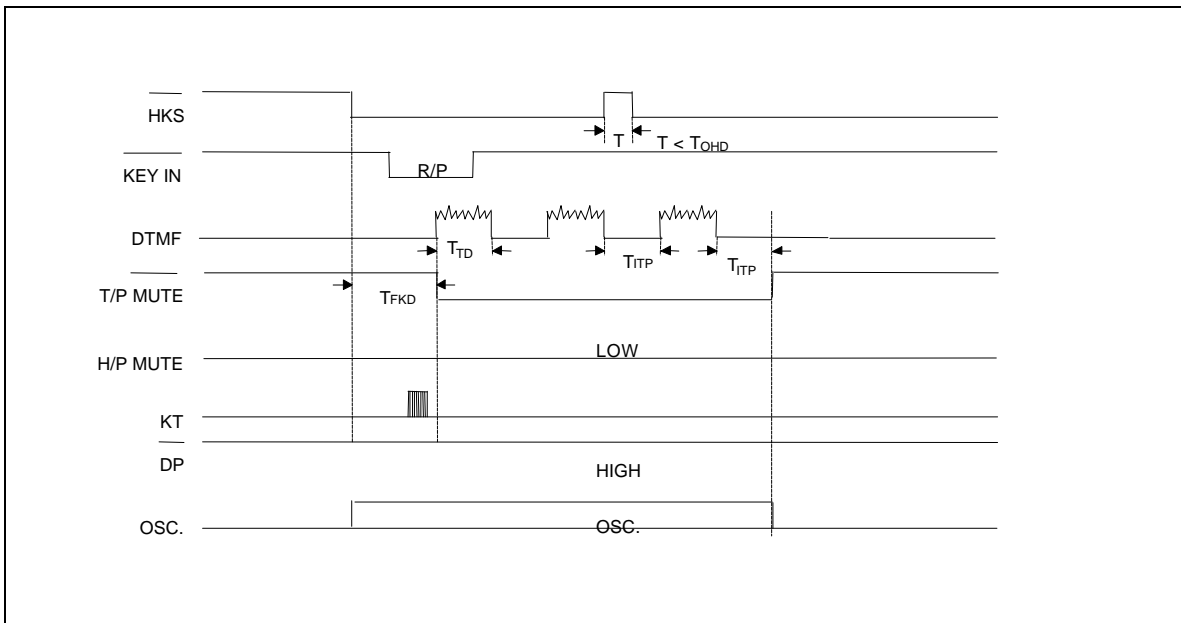 HKS
T
T < TOHD
KEY IN
R/P
DTMF
TTD
TITP
TITP
T/P MUTE
TFKD
LOW
H/P MUTE
KT
DP
HIGH
OSC.
OSC.